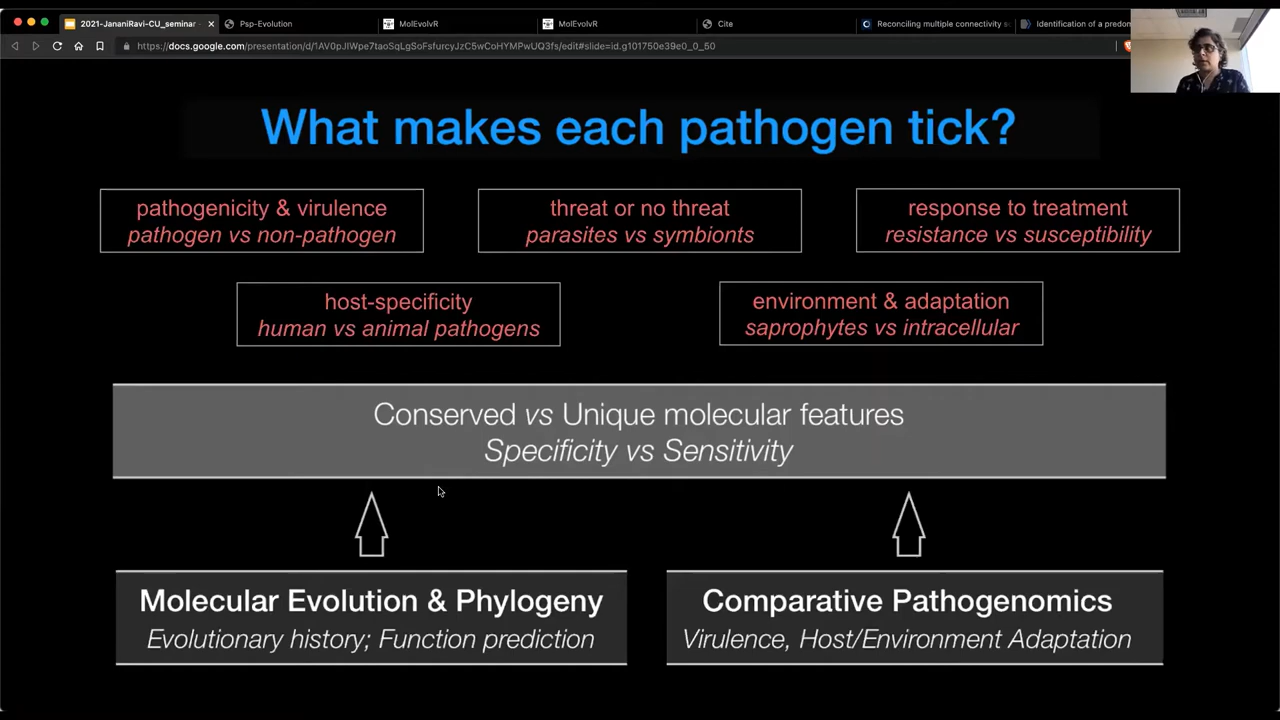 2021-JananiRavi-CU_seminar -
Psp-Evolution
MolEvolvR
MolEvolvR
Cite
Reconciling multiple connectivity s
Identification of a predom
https://docs.google.com/presentation/d/1AV0pJlWpe7taoSqLgSoFsfurcyJzC5wCoHYMPwUQ3fs/edit#slide=id.g101750e39e0_0_50
What makes each pathogen tick?
pathogenicity & virulence
pathogen vs non-pathogen
threat or no threat
parasites vs symbionts
response to treatment
resistance vs susceptibility
host-specificity
human vs animal pathogens
environment & adaptation
saprophytes vs intracellular
Conserved vs Unique molecular features
Specificity vs Sensitivity
Molecular Evolution & Phylogeny
Evolutionary history; Function prediction
Comparative Pathogenomics
Virulence, Host/Environment Adaptation